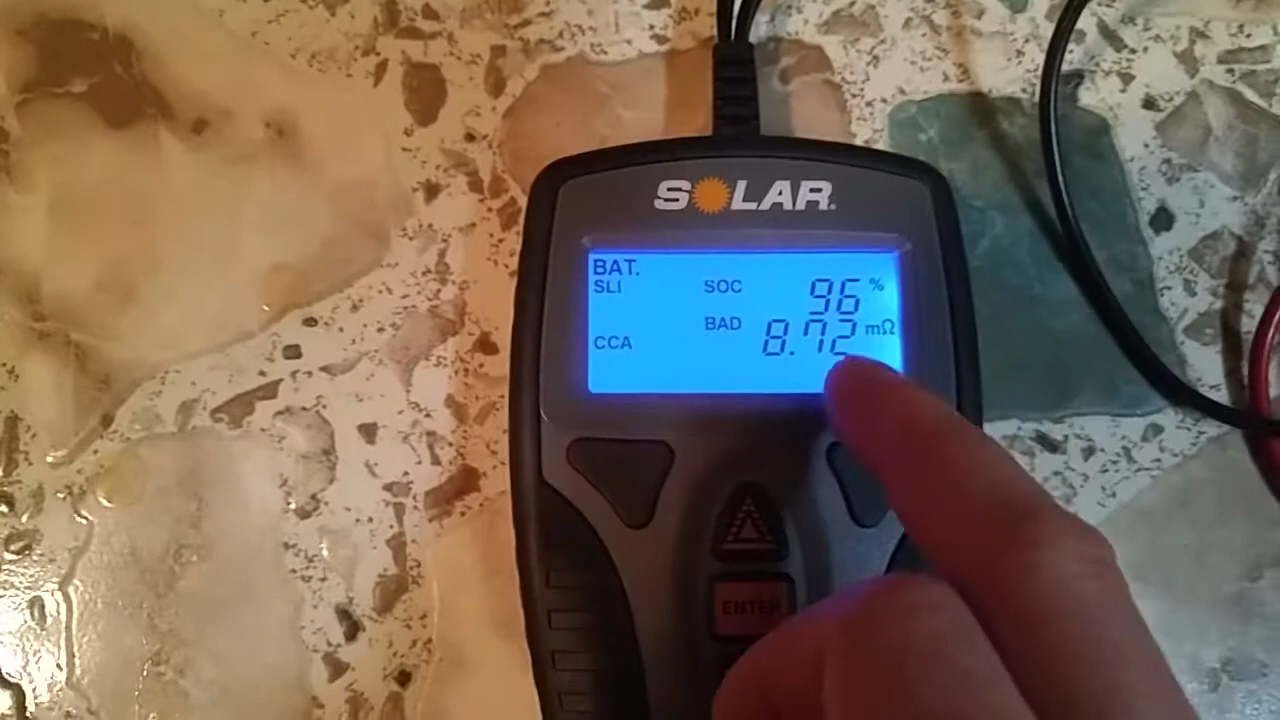 SOLAR
BAT.
SLI SOC 96 %
BAD 8.72 mΩ
CCA
ENTER